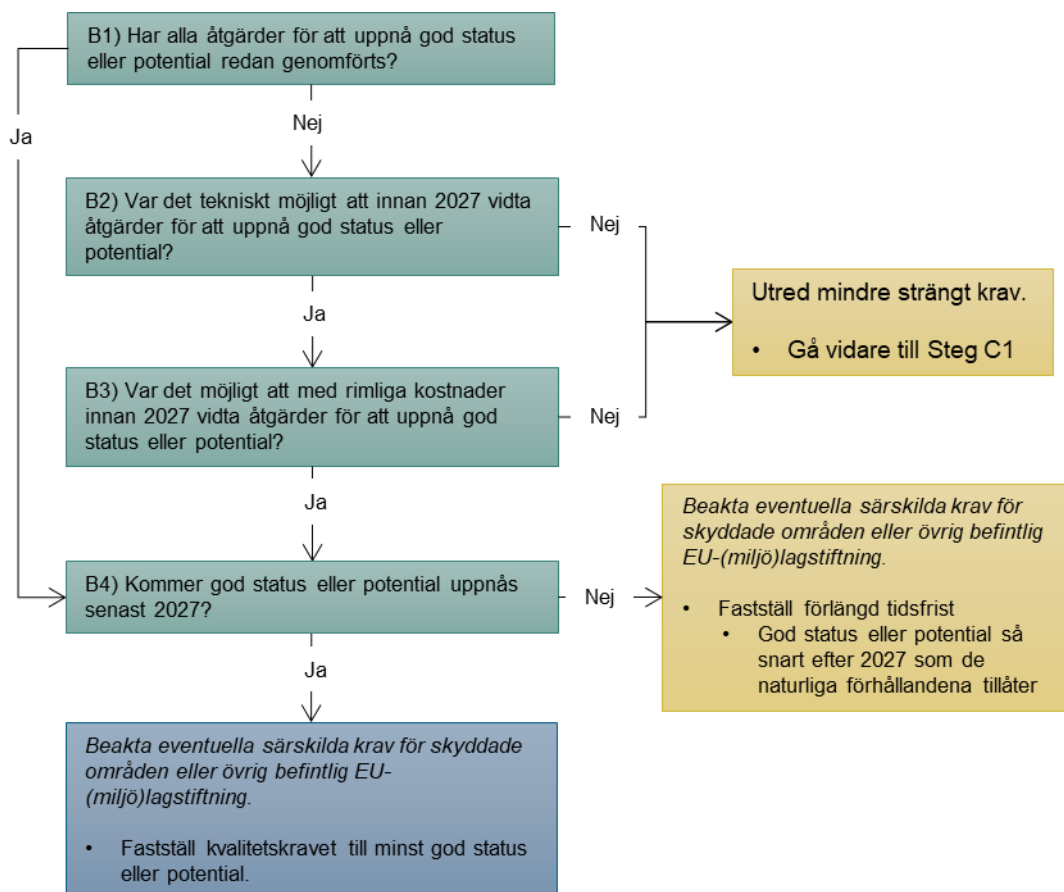 B1) Har alla åtgärder för att uppnå god status
eller potential redan genomförts?
Ja
Nej
B2) Var det tekniskt möjligt att innan 2027 vidta
åtgärder för att uppnå god status eller
potential?
Nej
Ja
Utred mindre strängt krav.
• Gå vidare till Steg C1
B3) Var det möjligt att med rimliga kostnader
innan 2027 vidta åtgärder för att uppnå god
status eller potential?
Nej
Ja
B4) Kommer god status eller potential uppnås
senast 2027?
Nej
Beakta eventuella särskilda krav för
skyddade områden eller övrig befintlig
EU-(miljö)lagstiftning.
• Fastställ förlängd tidsfrist
• God status eller potential så
snart efter 2027 som de
naturliga förhållandena tillåter
Ja
Beakta eventuella särskilda krav för skyddade
områden eller övrig befintlig EU-
(miljö)lagstiftning.
• Fastställ kvalitetskravet till minst god status
eller potential.